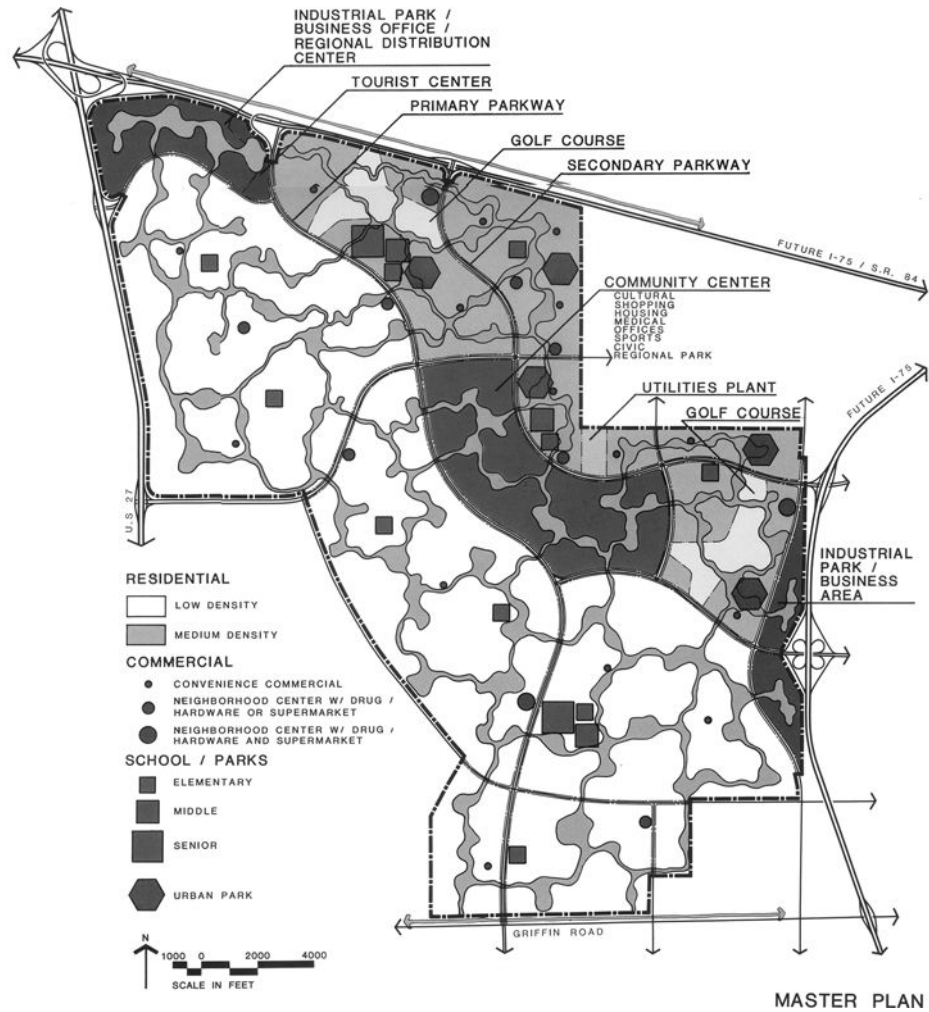 INDUSTRIAL PARK /
BUSINESS OFFICE /
REGIONAL DISTRIBUTION
CENTER
TOURIST CENTER
PRIMARY PARKWAY
GOLF COURSE
SECONDARY PARKWAY
FUTURE I-75 / S.R. 84
COMMUNITY CENTER
CULTURAL
SHOPPING
HOUSING
MEDICAL
OFFICES
SPORTS
CIVIC
REGIONAL PARK
UTILITIES PLANT
GOLF COURSE
FUTURE I-75
U.S 27
INDUSTRIAL
PARK /
BUSINESS
AREA
RESIDENTIAL
LOW DENSITY
MEDIUM DENSITY
COMMERCIAL
CONVENIENCE COMMERCIAL
NEIGHBORHOOD CENTER W/ DRUG /
HARDWARE OR SUPERMARKET
NEIGHBORHOOD CENTER W/ DRUG /
HARDWARE AND SUPERMARKET
SCHOOL / PARKS
ELEMENTARY
MIDDLE
SENIOR
URBAN PARK
GRIFFIN ROAD
N
1000 0 2000 4000
SCALE IN FEET
MASTER PLAN